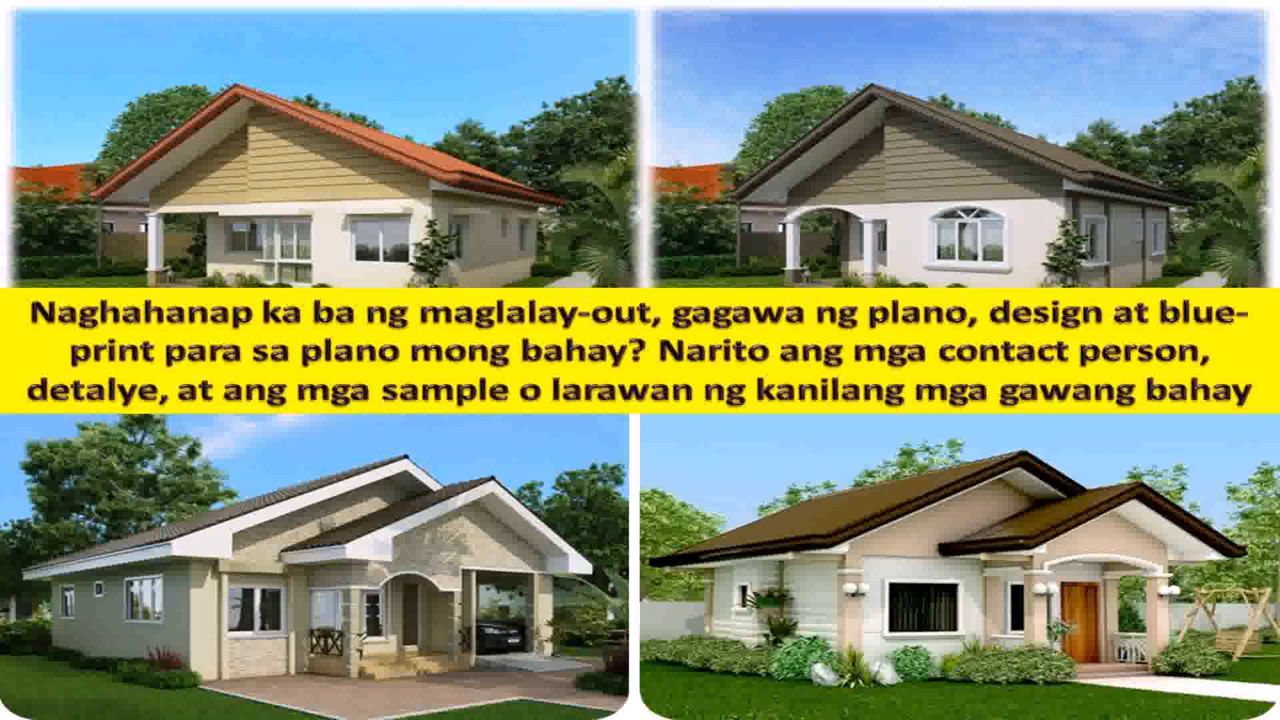 Naghahanap ka ba ng maglalay-out, gagawa ng plano, design at blue-
print para sa plano mong bahay? Narito ang mga contact person,
detalye, at ang mga sample o larawan ng kanilang mga gawang bahay